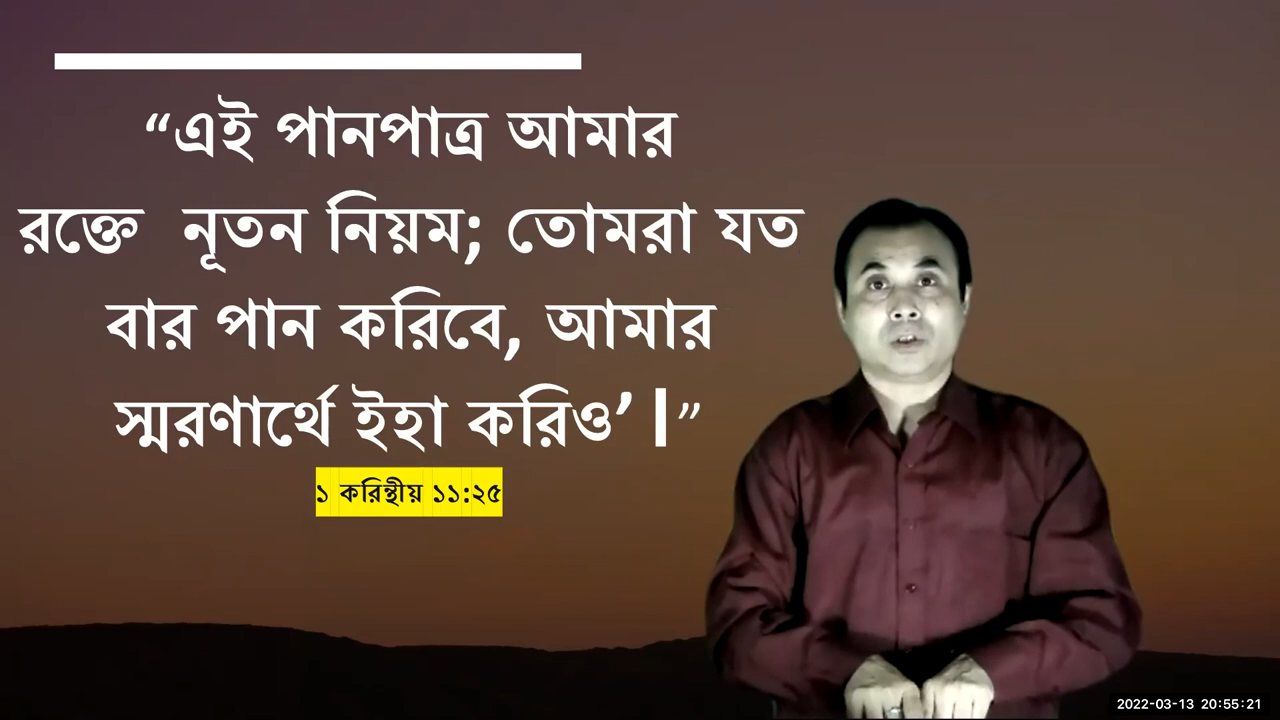 “এই পানপাত্র আমার
রক্তে নূতন নিয়ম; তোমরা যত
বার পান করিবে, আমার
স্মরণার্থে ইহা করিও’ |”
১ করিন্থীয় ১১:২৫
2022-03-13 20:55:21